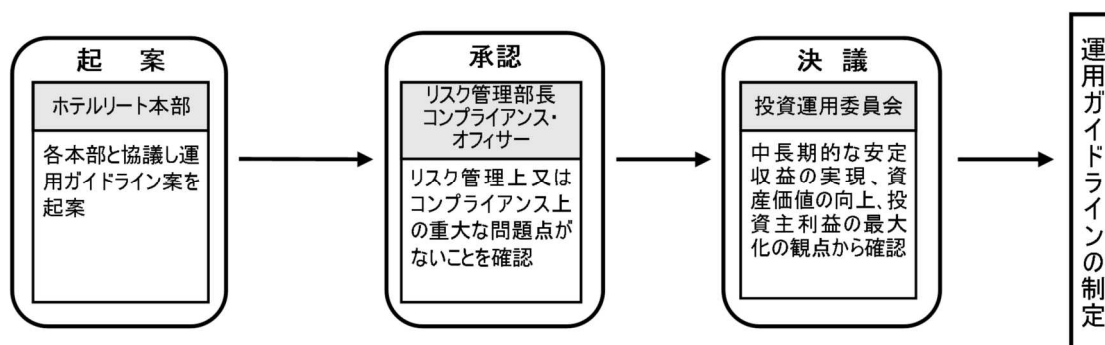 起　案
ホテルリート本部
各本部と協議し運
用ガイドライン案を
起案
承認
リスク管理部長
コンプライアンス・
オフィサー
リスク管理上又は
コンプライアンス上
の重大な問題点が
ないことを確認
決　議
投資運用委員会
中長期的な安定
収益の実現、資
産価値の向上、投
資主利益の最大
化の観点から確認
運用ガイドラインの制定